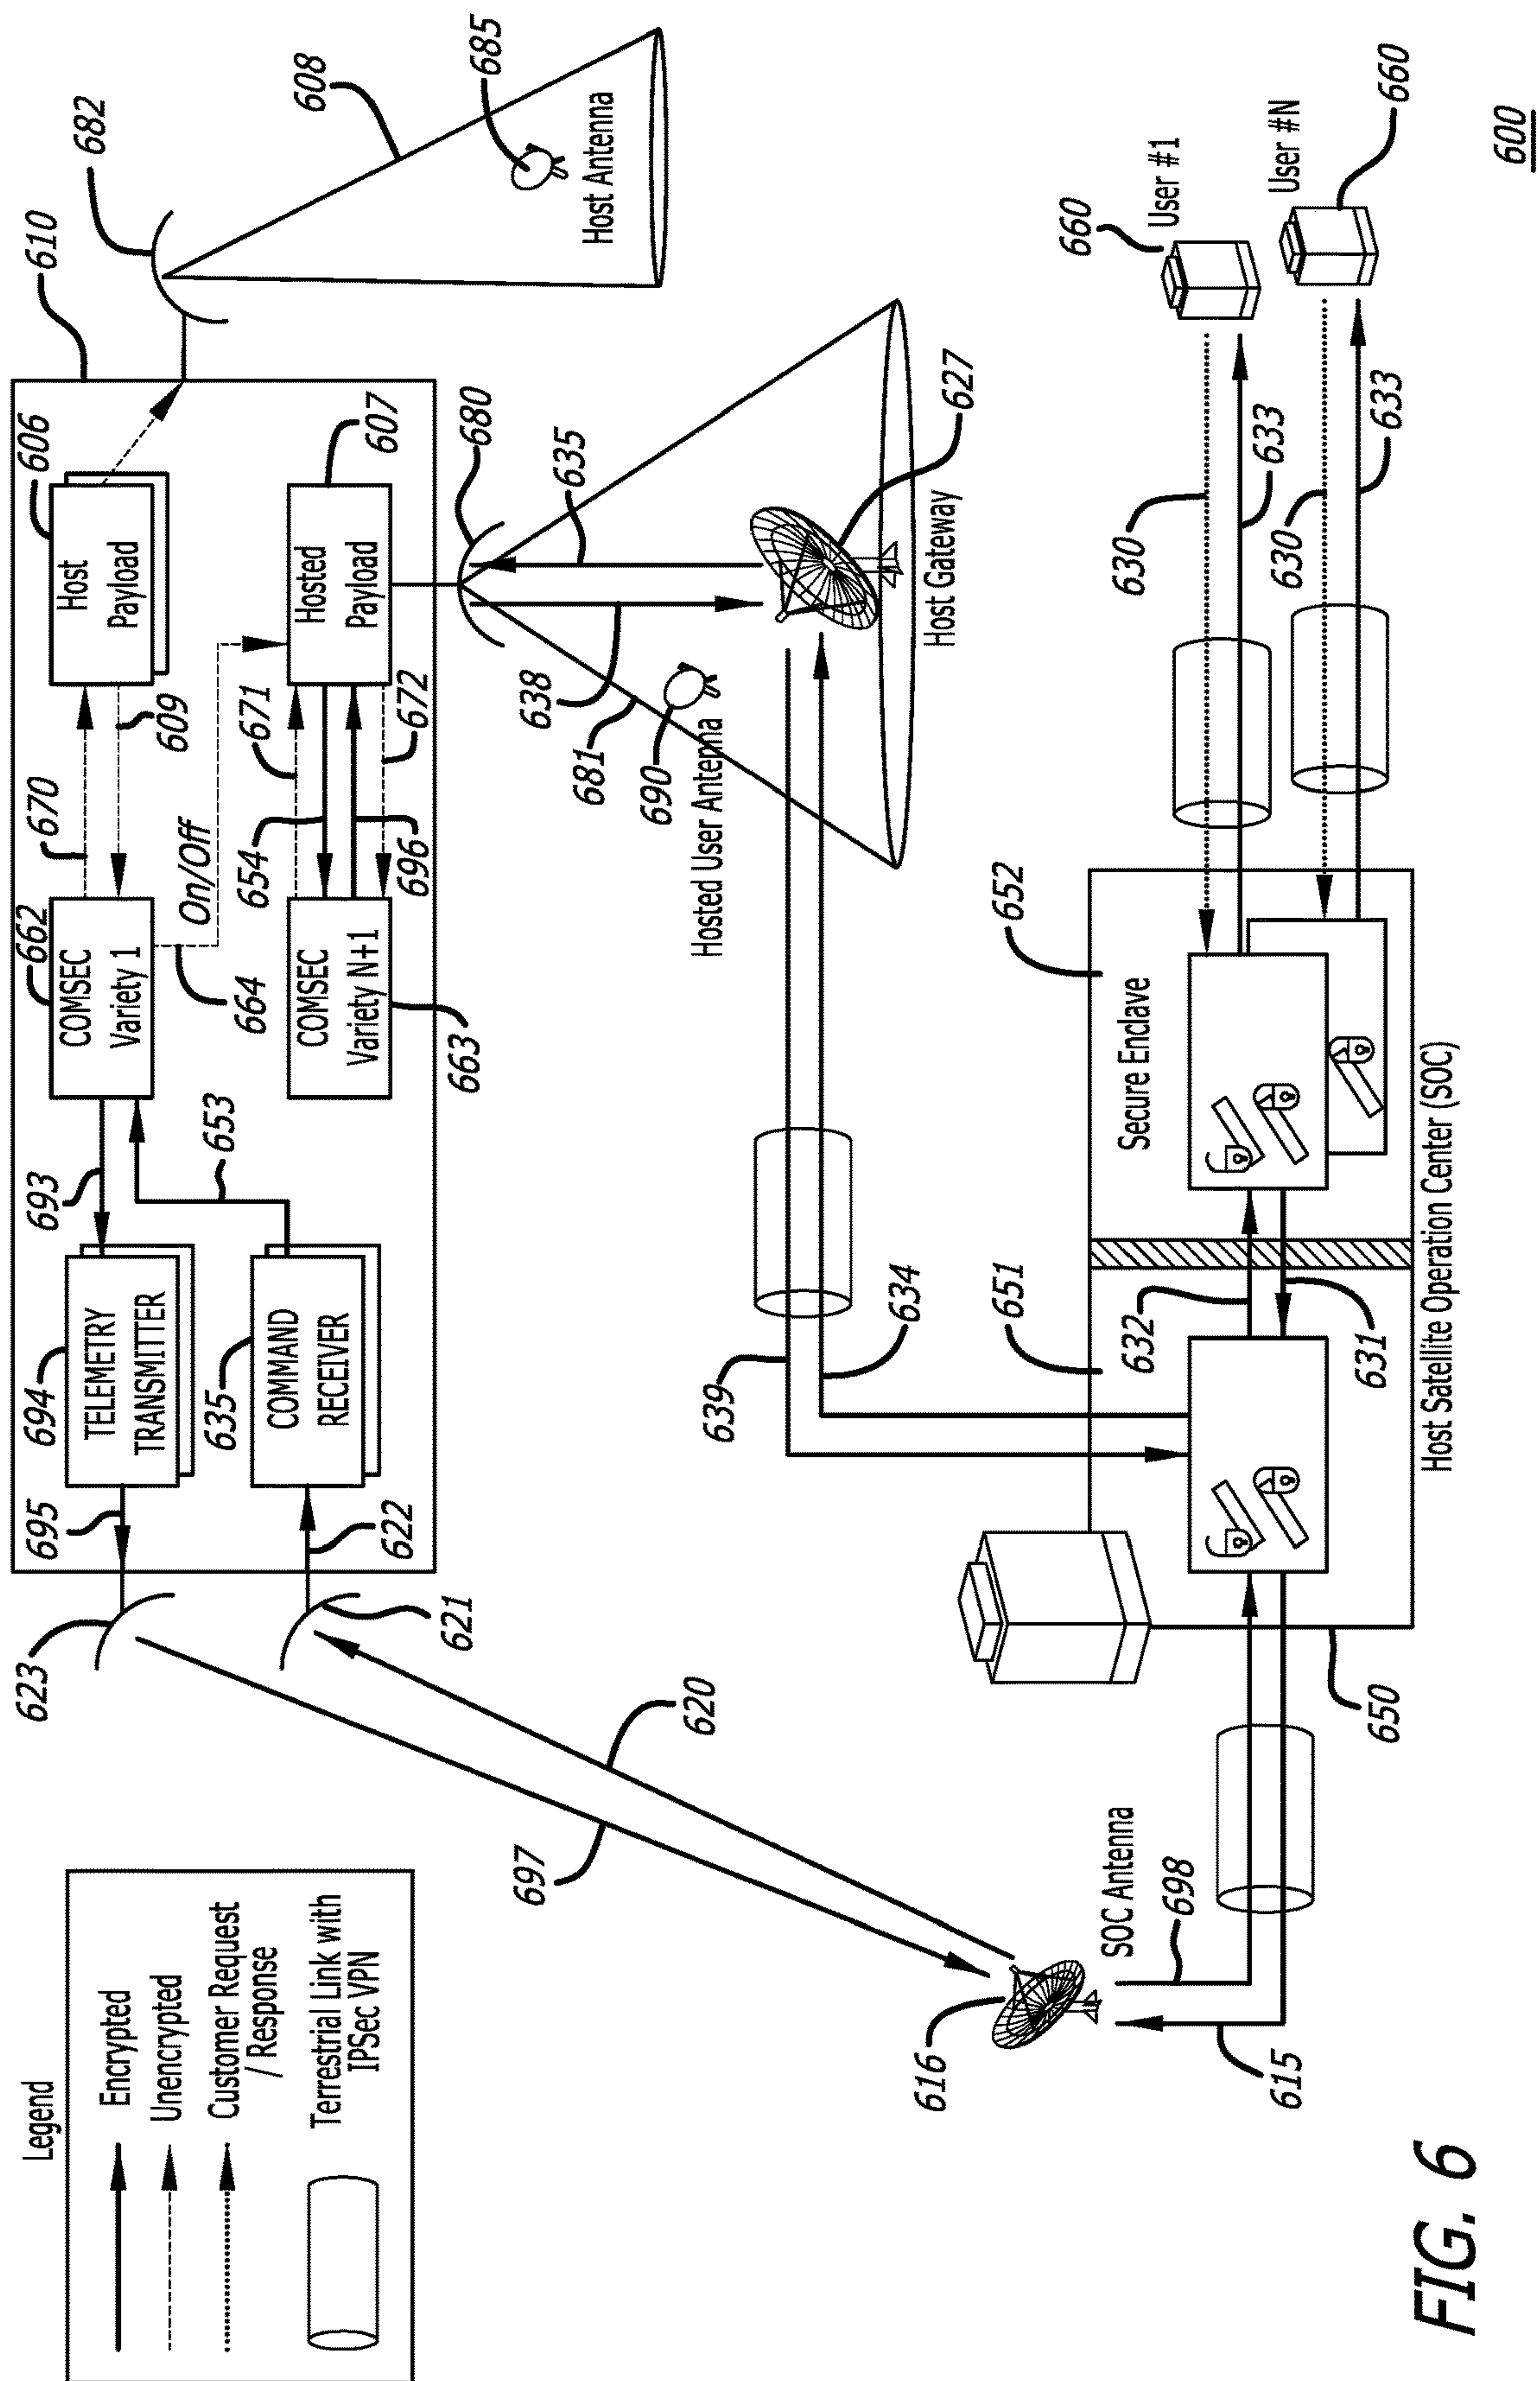 Legend
Encrypted
Unencrypted
Customer Request
/ Response
Terrestrial Link with
IPSec VPN
623
695
694
TELEMETRY
TRANSMITTER
693
662
COMSEC
Variety 1
670
609
606
Host
Payload
610
682
608
685
Host Antenna
621
622
635
COMMAND
RECEIVER
653
664
On/Off
663
COMSEC
Variety N+1
671
654
696
672
607
Hosted
Payload
680
635
638
681
690
Hosted User Antenna
627
Host Gateway
697
620
616
SOC Antenna
698
615
650
639
634
651
632
631
652
Secure Enclave
Host Satellite Operation Center (SOC)
630
633
630
633
660
User #1
User #N
660
FIG. 6
600